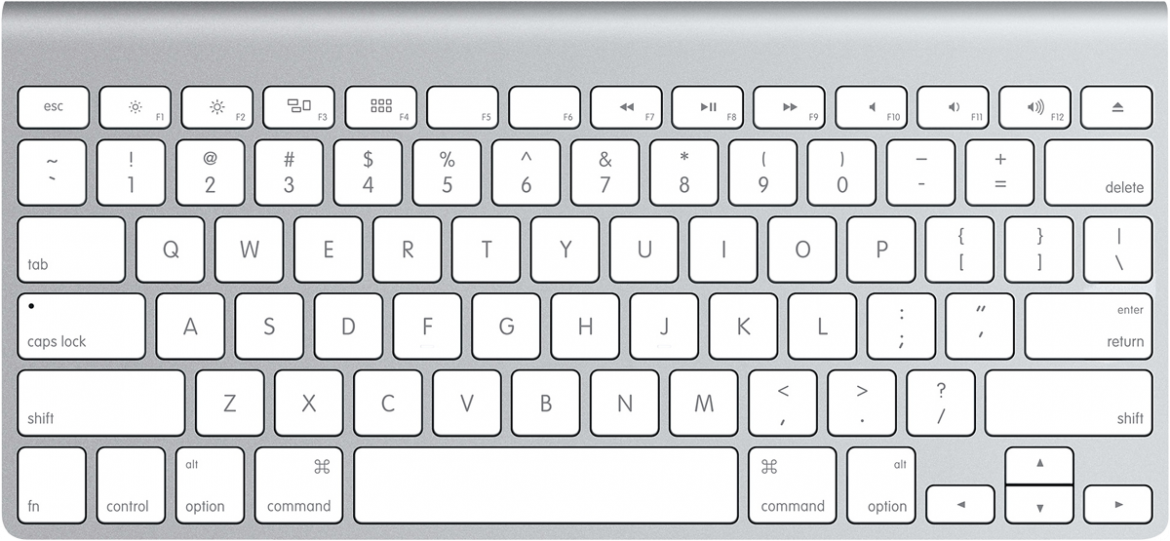 esc F1 F2 F3 F4 F5 F6 F7 F8 F9 F10 F11 F12
~ ! @ # $ % ^ & * ( ) – +
` 1 2 3 4 5 6 7 8 9 0 - = delete
tab Q W E R T Y U I O P { } |
[ ] \
caps lock A S D F G H J K L : “ enter
; ‘ return
shift Z X C V B N M < > ? shift
, . /
alt ⌘ ⌘ alt
fn control option command command option